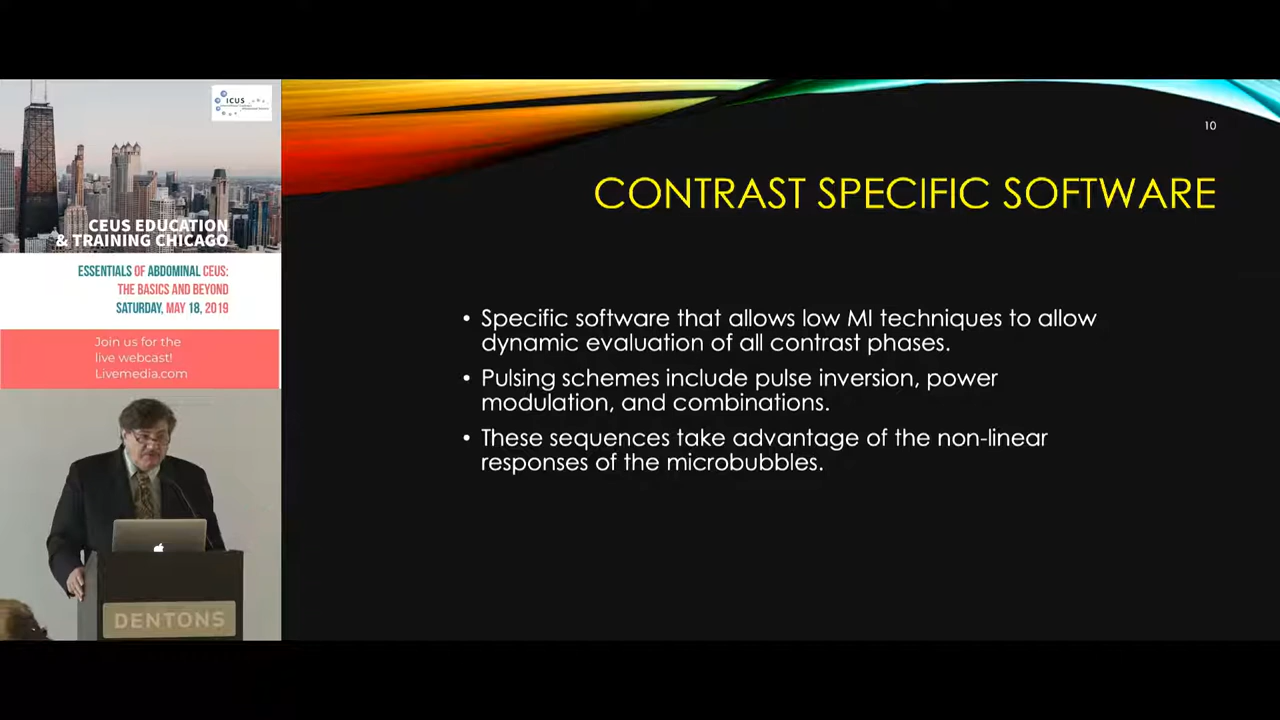 ICUS
CEUS EDUCATION
& TRAINING CHICAGO
ESSENTIALS OF ABDOMINAL CEUS:
THE BASICS AND BEYOND
SATURDAY, MAY 18, 2019
Join us for the
live webcast!
Livemedia.com
DENTONS
10
CONTRAST SPECIFIC SOFTWARE
• Specific software that allows low MI techniques to allow
dynamic evaluation of all contrast phases.
• Pulsing schemes include pulse inversion, power
modulation, and combinations.
• These sequences take advantage of the non-linear
responses of the microbubbles.